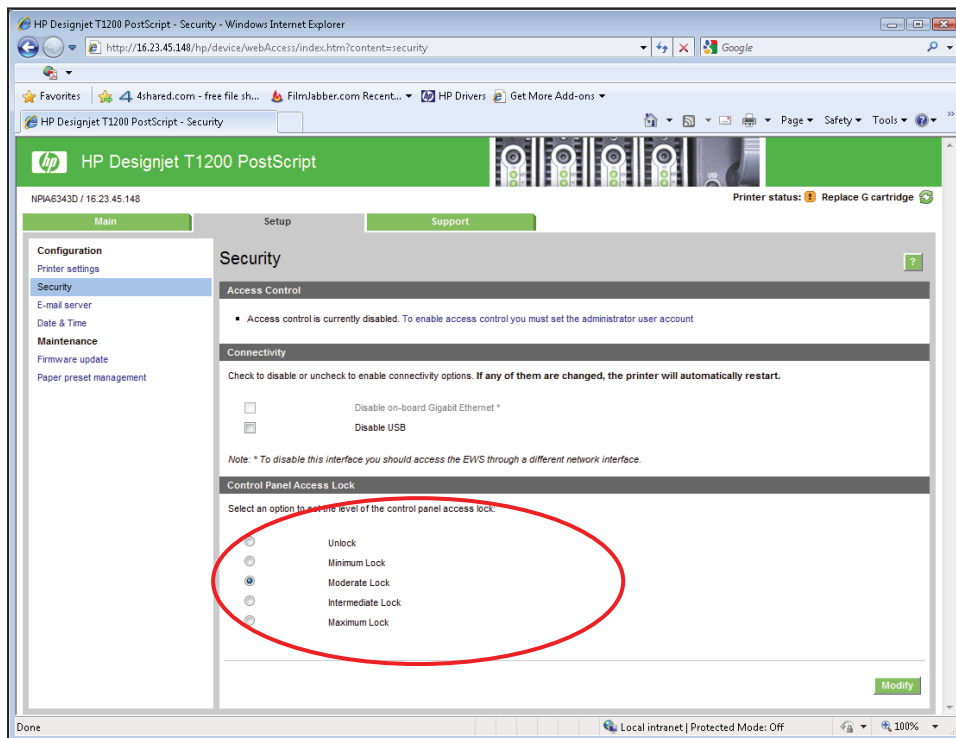 HP Designjet T1200 PostScript - Security - Windows Internet Explorer
http://16.23.45.148/hp/device/webAccess/index.htm?content=security
Google
Favorites 4shared.com - free file sh... FilmJabber.com Recent... HP Drivers Get More Add-ons
HP Designjet T1200 PostScript - Security
Page Safety Tools »
hp HP Designjet T1200 PostScript
UID
NPIA6343D / 16.23.45.148
Printer status: Replace G cartridge
Main Setup Support
Configuration
Printer settings
Security
E-mail server
Date & Time
Maintenance
Firmware update
Paper preset management
Security
?
Access Control
Access control is currently disabled. To enable access control you must set the administrator user account
Connectivity
Check to disable or uncheck to enable connectivity options. If any of them are changed, the printer will automatically restart.
Disable on-board Gigabit Ethernet *
Disable USB
Note: * To disable this interface you should access the EWS through a different network interface.
Control Panel Access Lock
Select an option to set the level of the control panel access lock.
Unlock
Minimum Lock
Moderate Lock
Intermediate Lock
Maximum Lock
Modify
Done
Local intranet | Protected Mode: Off
100%